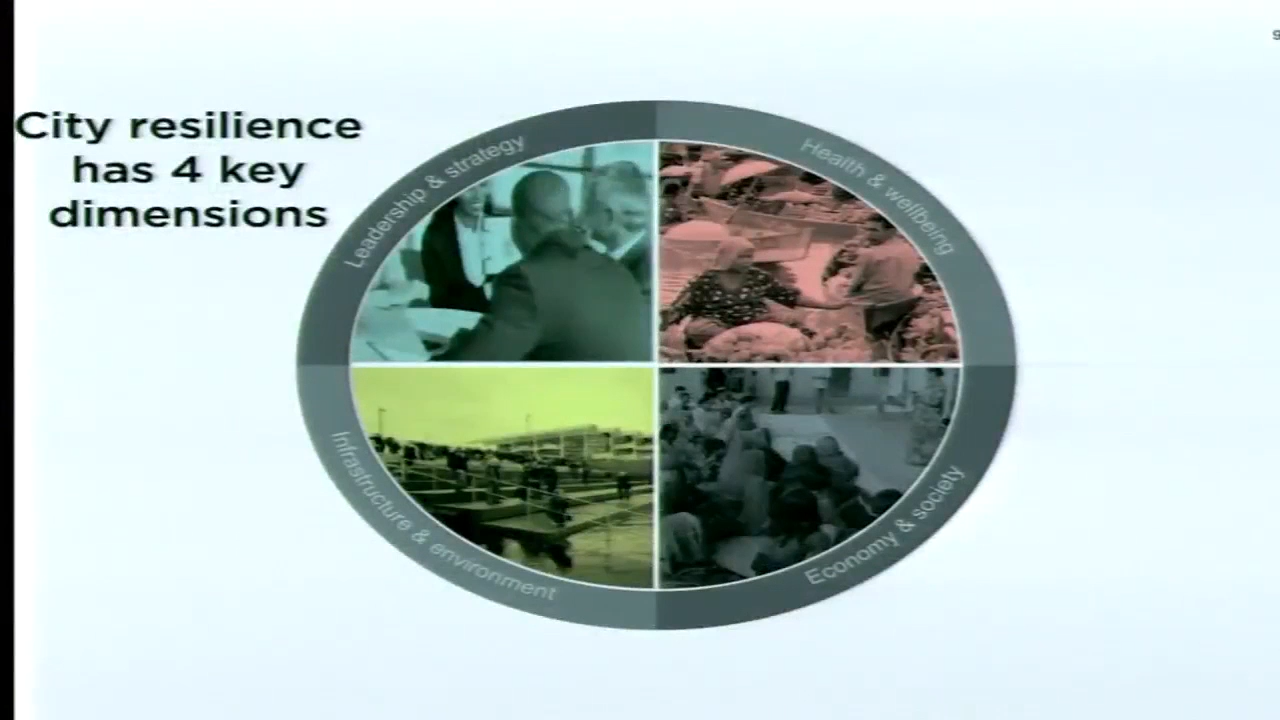 City resilience
has 4 key
dimensions
Leadership & strategy
Health & wellbeing
Infrastructure & environment
Economy & society